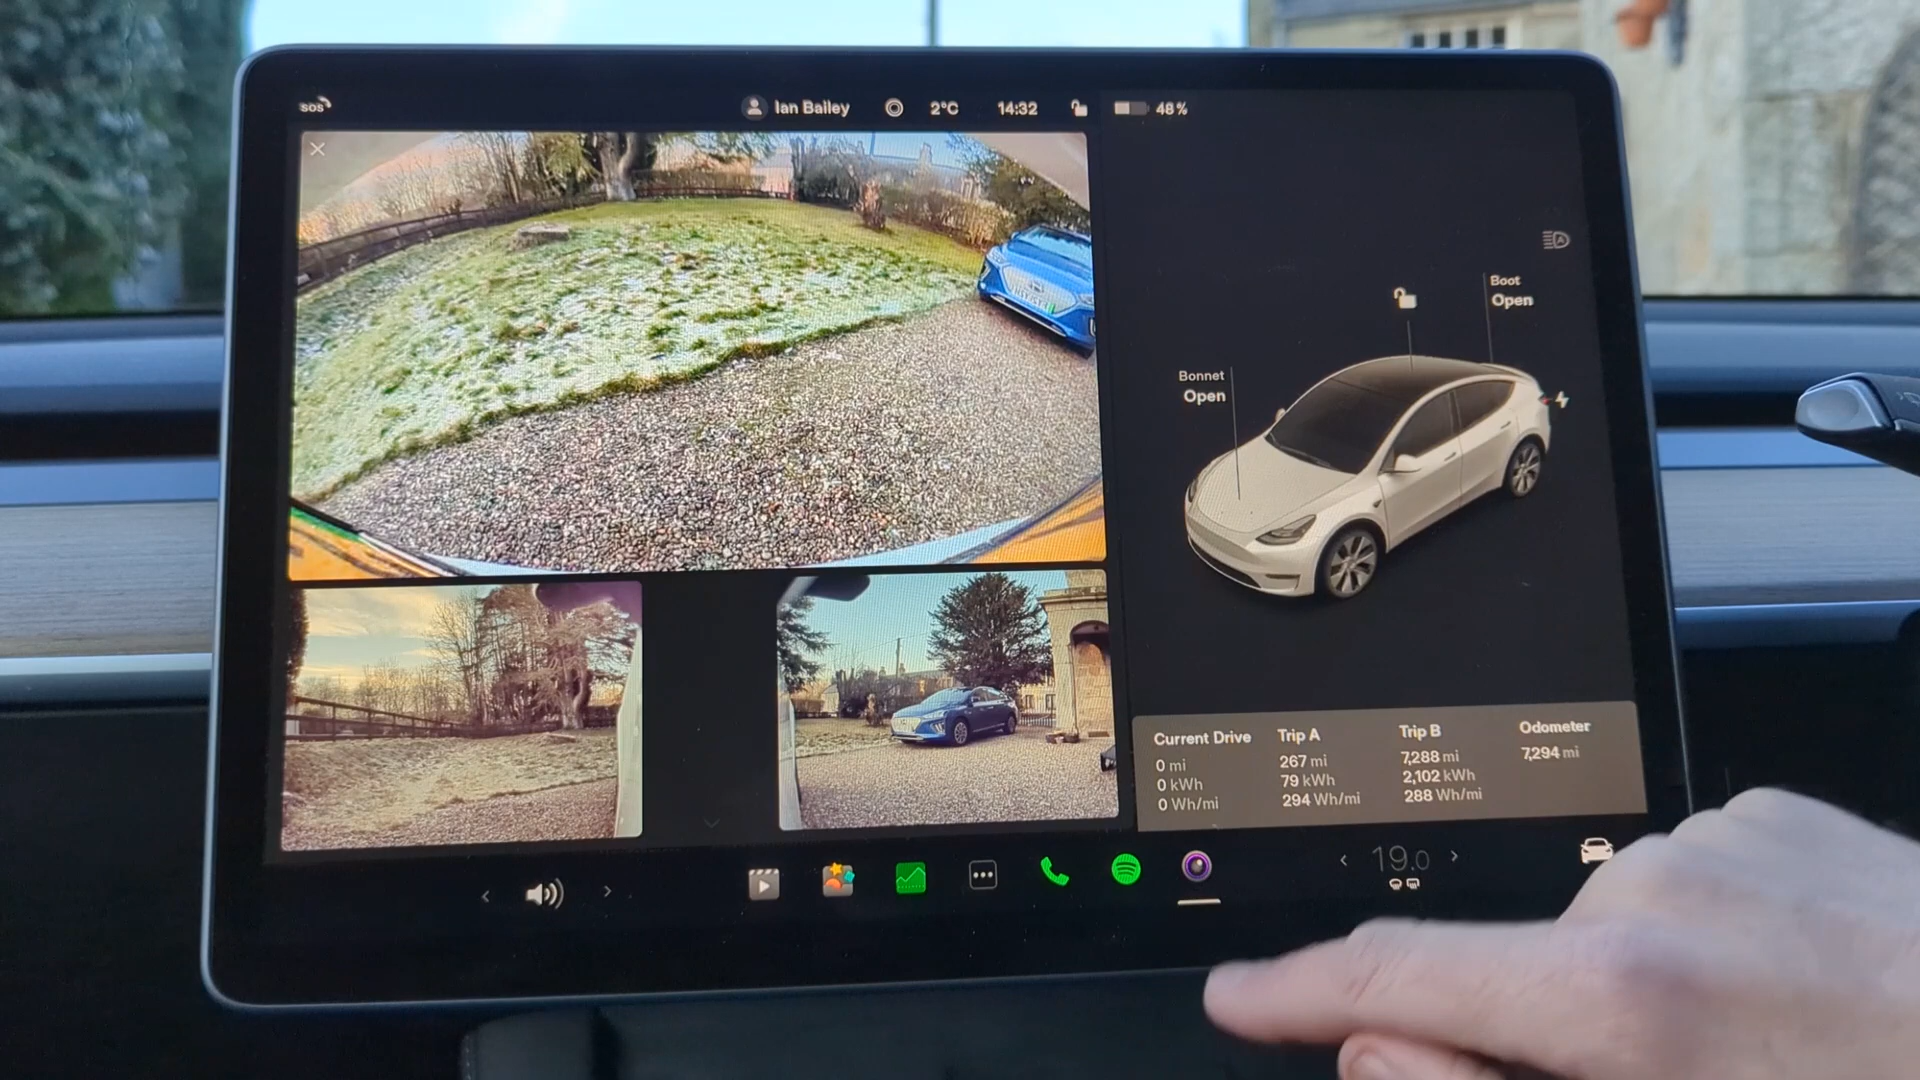 SOS
Ian Bailey
2°C
14:32
48%
Boot
Open
Bonnet
Open
Current Drive
0 mi
0 kWh
0 Wh/mi
Trip A
267 mi
79 kWh
294 Wh/mi
Trip B
7,288 mi
2,102 kWh
288 Wh/mi
Odometer
7,294 mi
19.0